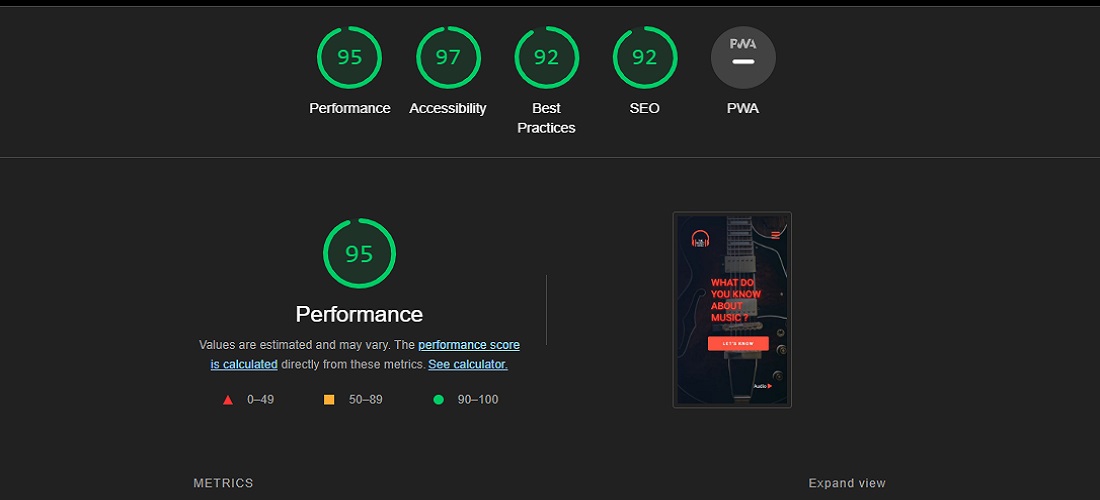 95
97
92
92
PWA
Performance
Accessibility
Best
Practices
SEO
PWA
95
Performance
Values are estimated and may vary. The performance score
is calculated directly from these metrics. See calculator.
0–49
50–89
90–100
WHAT DO
YOU KNOW
ABOUT
MUSIC ?
LET'S KNOW
Audio
METRICS
Expand view